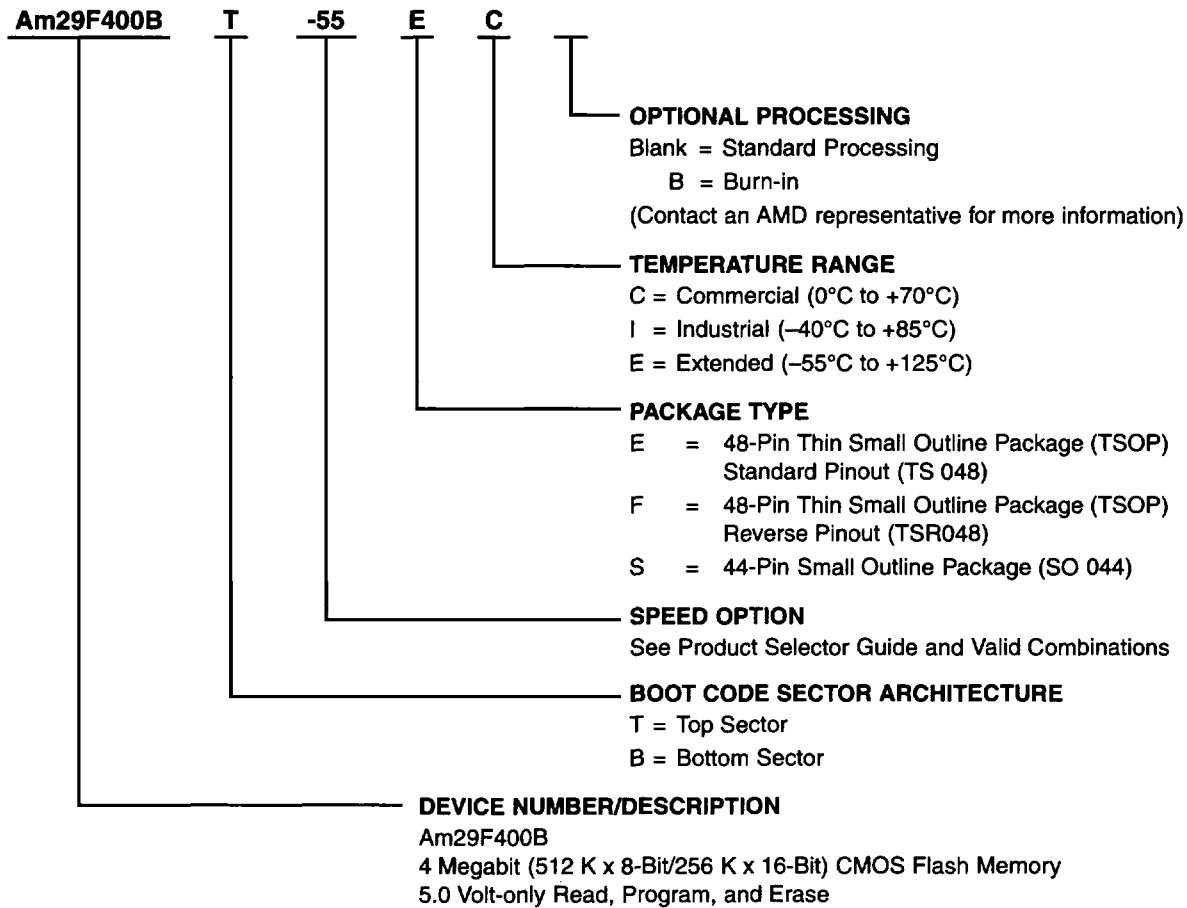 Am29F400B T -55 E C
OPTIONAL PROCESSING
Blank = Standard Processing
B = Burn-in
(Contact an AMD representative for more information)
TEMPERATURE RANGE
C = Commercial (0°C to +70°C)
I = Industrial (–40°C to +85°C)
E = Extended (–55°C to +125°C)
PACKAGE TYPE
E = 48-Pin Thin Small Outline Package (TSOP)
Standard Pinout (TS 048)
F = 48-Pin Thin Small Outline Package (TSOP)
Reverse Pinout (TSR048)
S = 44-Pin Small Outline Package (SO 044)
SPEED OPTION
See Product Selector Guide and Valid Combinations
BOOT CODE SECTOR ARCHITECTURE
T = Top Sector
B = Bottom Sector
DEVICE NUMBER/DESCRIPTION
Am29F400B
4 Megabit (512 K x 8-Bit/256 K x 16-Bit) CMOS Flash Memory
5.0 Volt-only Read, Program, and Erase